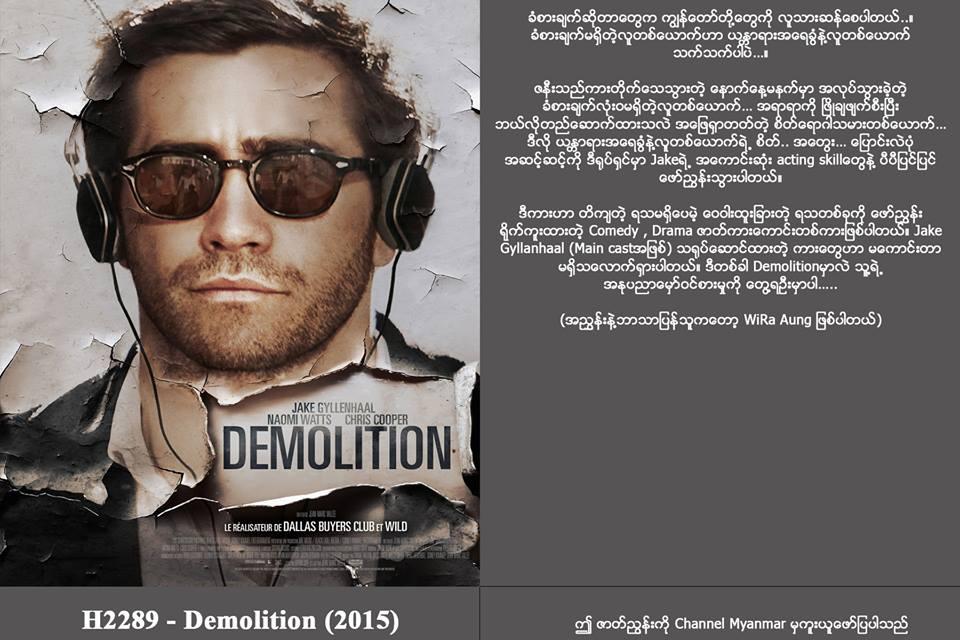 JAKE GYLLENHAAL
NAOMI WATTS CHRIS COOPER
DEMOLITION
LE RÉALISATEUR DE DALLAS BUYERS CLUB ET WILD
H2289 - Demolition (2015)
ခံစားချက်ဆိုတာတွေက ကျွန်တော်တို့တွေကို လူသားဆန်စေပါတယ်..။
ခံစားချက်မရှိတဲ့လူတစ်ယောက်ဟာ ယန္တာရားအရေခွံနဲ့လူတစ်ယောက်
သက်သက်ပါပဲ...။
ဇနီးသည်ကားတိုက်သေသွားတဲ့ နောက်နေ့မနက်မှာ အလုပ်သွားခဲ့တဲ့
ခံစားချက်လုံးဝမရှိတဲ့လူတစ်ယောက်... အရာရာကို ဖြိုချဖျက်စီးပြီး
ဘယ်လိုတည်ဆောက်ထားသလဲ အဖြေရှာတတ်တဲ့ စိတ်ရောဂါသမားတစ်ယောက်...
ဒီလို ယန္တာရားအရေခွံနဲ့လူတစ်ယောက်ရဲ့ စိတ်.. အတွေး... ပြောင်းလဲပုံ
အဆင့်ဆင့်ကို ဒီရုပ်ရှင်မှာ Jakeရဲ့ အကောင်းဆုံး acting skillတွေနဲ့ ပီပီပြင်ပြင်
ဖော်ညွှန်းသွားပါတယ်။
ဒီကားဟာ တိကျတဲ့ ရသမရှိပေမဲ့ ဝေဝါးထူးခြားတဲ့ ရသတစ်ခုကို ဖော်ညွှန်း
ရိုက်ကူးထားတဲ့ Comedy , Drama ဇာတ်ကားကောင်းတစ်ကားဖြစ်ပါတယ်။ Jake
Gyllenhaal (Main castအဖြစ်) သရုပ်ဆောင်ထားတဲ့ ကားတွေဟာ မကောင်းတာ
မရှိသလောက်ရှားပါတယ်။ ဒီတစ်ခါ Demolitionမှာလဲ သူ့ရဲ့
အနုပညာမှော်ဝင်စားမှုကို တွေ့ရဦးမှာပါ.....
(အညွှန်းနဲ့ဘာသာပြန်သူကတော့ WiRa Aung ဖြစ်ပါတယ်)
ဤ ဇာတ်ညွှန်းကို Channel Myanmar မှကူးယူဖော်ပြပါသည်